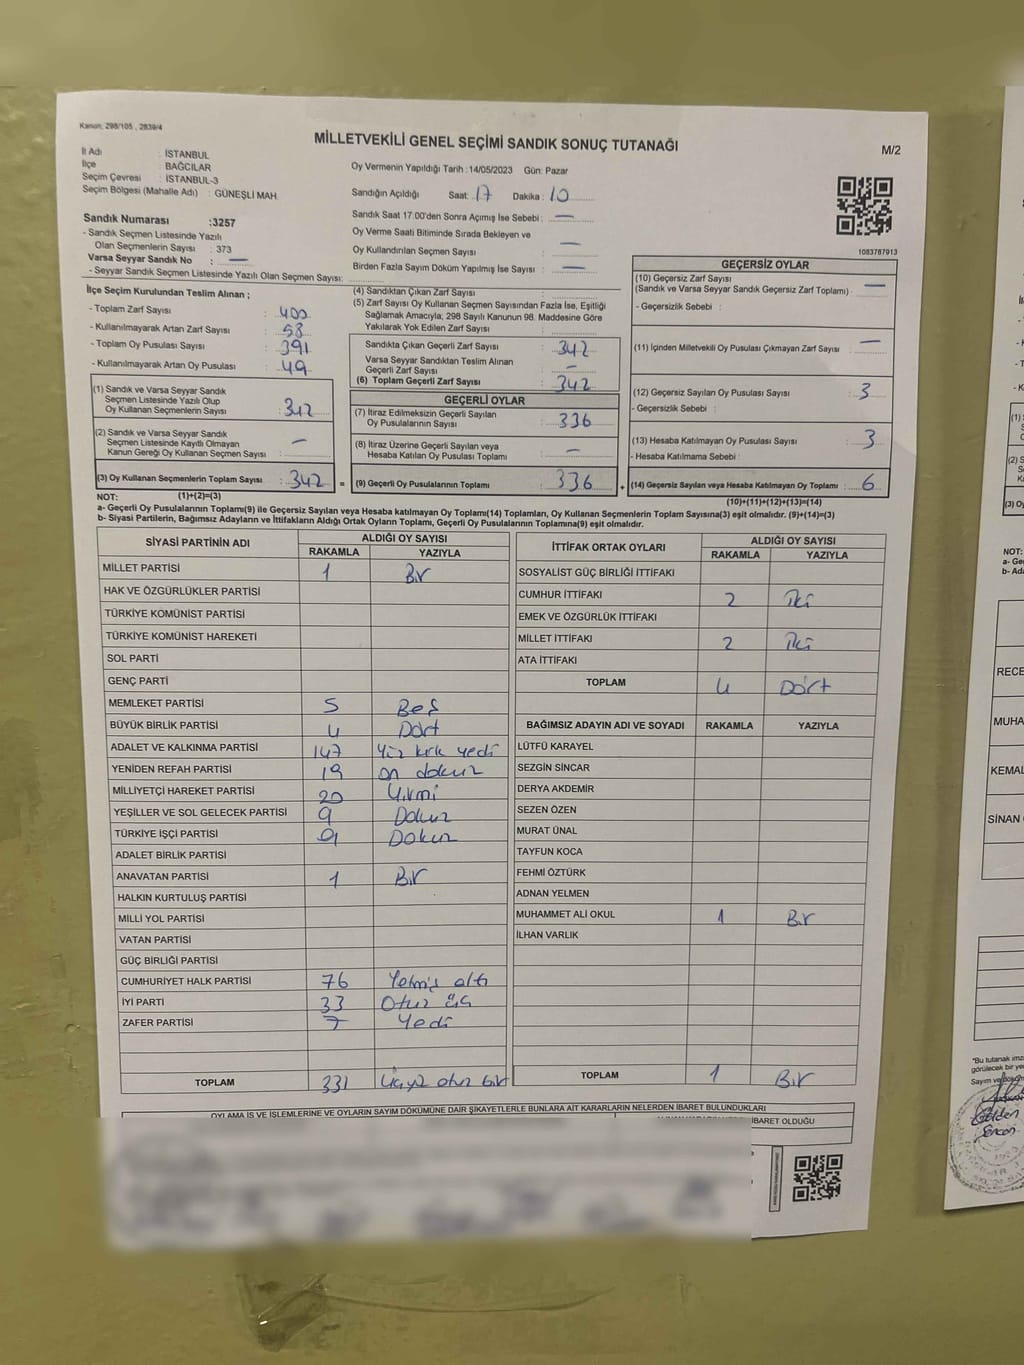 Kanun: 298/105 , 2839/4
MİLLETVEKİLİ GENEL SEÇİMİ SANDIK SONUÇ TUTANAĞI
M/2
İl Adı : İSTANBUL
İlçe : BAĞCILAR
Seçim Çevresi : İSTANBUL-3
Seçim Bölgesi (Mahalle Adı) : GÜNEŞLİ MAH.
Oy Vermenin Yapıldığı Tarih :14/05/2023 Gün: Pazar
Sandığın Açıldığı Saat: 17 Dakika : 10
Sandık Saat 17.00'den Sonra Açımış İse Sebebi : —
Oy Verme Saati Bitiminde Sırada Bekleyen ve
Oy Kullandırılan Seçmen Sayısı : —
Birden Fazla Sayım Döküm Yapılmış İse Sayısı : —
Sandık Numarası :3257
- Sandık Seçmen Listesinde Yazılı
Olan Seçmenlerin Sayısı : 373
Varsa Seyyar Sandık No : —
- Seyyar Sandık Seçmen Listesinde Yazılı Olan Seçmen Sayısı:
1083787913
İlçe Seçim Kurulundan Teslim Alınan ;
- Toplam Zarf Sayısı : 400
- Kullanılmayarak Artan Zarf Sayısı : 58
- Toplam Oy Pusulası Sayısı : 391
- Kullanılmayarak Artan Oy Pusulası : 49
(1) Sandık ve Varsa Seyyar Sandık
Seçmen Listesinde Yazılı Olup
Oy Kullanan Seçmenlerin Sayısı : 342
(2) Sandık ve Varsa Seyyar Sandık
Seçmen Listesinde Kayıtlı Olmayan
Kanun Gereği Oy Kullanan Seçmen Sayısı : —
(3) Oy Kullanan Seçmenlerin Toplam Sayısı : 342 =
(1)+(2)=(3)
(4) Sandıktan Çıkan Zarf Sayısı :
(5) Zarf Sayısı Oy Kullanan Seçmen Sayısından Fazla İse, Eşitliği
Sağlamak Amacıyla; 298 Sayılı Kanunun 98. Maddesine Göre
Yakılarak Yok Edilen Zarf Sayısı :
Sandıkta Çıkan Geçerli Zarf Sayısı : 342
Varsa Seyyar Sandıktan Teslim Alınan
Geçerli Zarf Sayısı : —
(6) Toplam Geçerli Zarf Sayısı : 342
GEÇERLİ OYLAR
(7) İtiraz Edilmeksizin Geçerli Sayılan
Oy Pusulalarının Sayısı : 336
(8) İtiraz Üzerine Geçerli Sayılan veya
Hesaba Katılan Oy Pusulası Toplamı : —
(9) Geçerli Oy Pusulalarının Toplamı : 336 +
GEÇERSİZ OYLAR
(10) Geçersiz Zarf Sayısı
(Sandık ve Varsa Seyyar Sandık Geçersiz Zarf Toplamı) : —
- Geçersizlik Sebebi :
(11) İçinden Milletvekili Oy Pusulası Çıkmayan Zarf Sayısı : —
(12) Geçersiz Sayılan Oy Pusulası Sayısı : 3
- Geçersizlik Sebebi :
(13) Hesaba Katılmayan Oy Pusulası Sayısı : 3
- Hesaba Katılmama Sebebi :
(14) Geçersiz Sayılan veya Hesaba Katılmayan Oy Toplamı : 6
(10)+(11)+(12)+(13)=(14)
NOT:
a- Geçerli Oy Pusulalarının Toplamı(9) ile Geçersiz Sayılan veya Hesaba Katılmayan Oy Toplamı(14) Toplamları, Oy Kullanan Seçmenlerin Toplam Sayısına(3) eşit olmalıdır. (9)+(14)=(3)
b- Siyasi Partilerin, Bağımsız Adayların ve İttifakların Aldığı Ortak Oyların Toplamı, Geçerli Oy Pusulalarının Toplamına(9) eşit olmalıdır.
SİYASİ PARTİNİN ADI ALDIĞI OY SAYISI
RAKAMLA YAZIYLA
MİLLET PARTİSİ 1 Bir
HAK VE ÖZGÜRLÜKLER PARTİSİ
TÜRKİYE KOMÜNİST PARTİSİ
TÜRKİYE KOMÜNİST HAREKETİ
SOL PARTİ
GENÇ PARTİ
MEMLEKET PARTİSİ 5 Beş
BÜYÜK BİRLİK PARTİSİ 4 Dört
ADALET VE KALKINMA PARTİSİ 147 Yüz kırk yedi
YENİDEN REFAH PARTİSİ 19 on dokuz
MİLLİYETÇİ HAREKET PARTİSİ 20 Yirmi
YEŞİLLER VE SOL GELECEK PARTİSİ 9 Dokuz
TÜRKİYE İŞÇİ PARTİSİ 9 Dokuz
ADALET BİRLİK PARTİSİ
ANAVATAN PARTİSİ 1 Bir
HALKIN KURTULUŞ PARTİSİ
MİLLİ YOL PARTİSİ
VATAN PARTİSİ
GÜÇ BİRLİĞİ PARTİSİ
CUMHURİYET HALK PARTİSİ 76 Yetmiş altı
İYİ PARTİ 33 Otuz üç
ZAFER PARTİSİ 7 Yedi
TOPLAM 331 Üçyüz otuz bir
İTTİFAK ORTAK OYLARI ALDIĞI OY SAYISI
RAKAMLA YAZIYLA
SOSYALİST GÜÇ BİRLİĞİ İTTİFAKI
CUMHUR İTTİFAKI 2 iki
EMEK VE ÖZGÜRLÜK İTTİFAKI
MİLLET İTTİFAKI 2 iki
ATA İTTİFAKI
TOPLAM 4 Dört
BAĞIMSIZ ADAYIN ADI VE SOYADI RAKAMLA YAZIYLA
LÜTFÜ KARAYEL
SEZGİN SİNCAR
DERYA AKDEMİR
SEZEN ÖZEN
MURAT ÜNAL
TAYFUN KOCA
FEHMİ ÖZTÜRK
ADNAN YELMEN
MUHAMMET ALİ OKUL 1 Bir
İLHAN VARLIK
TOPLAM 1 Bir
OYLAMA İŞ VE İŞLEMLERİNE VE OYLARIN SAYIM DÖKÜMÜNE DAİR ŞİKAYETLERLE BUNLARA AİT KARARLARIN NELERDEN İBARET BULUNDUKLARI
İBARET OLDUĞU
NOT:
a- Ge
b- Ada
RECE
MUHA
KEMAL
SİNAN
*Bu tutanak imza
görülecek bir ye